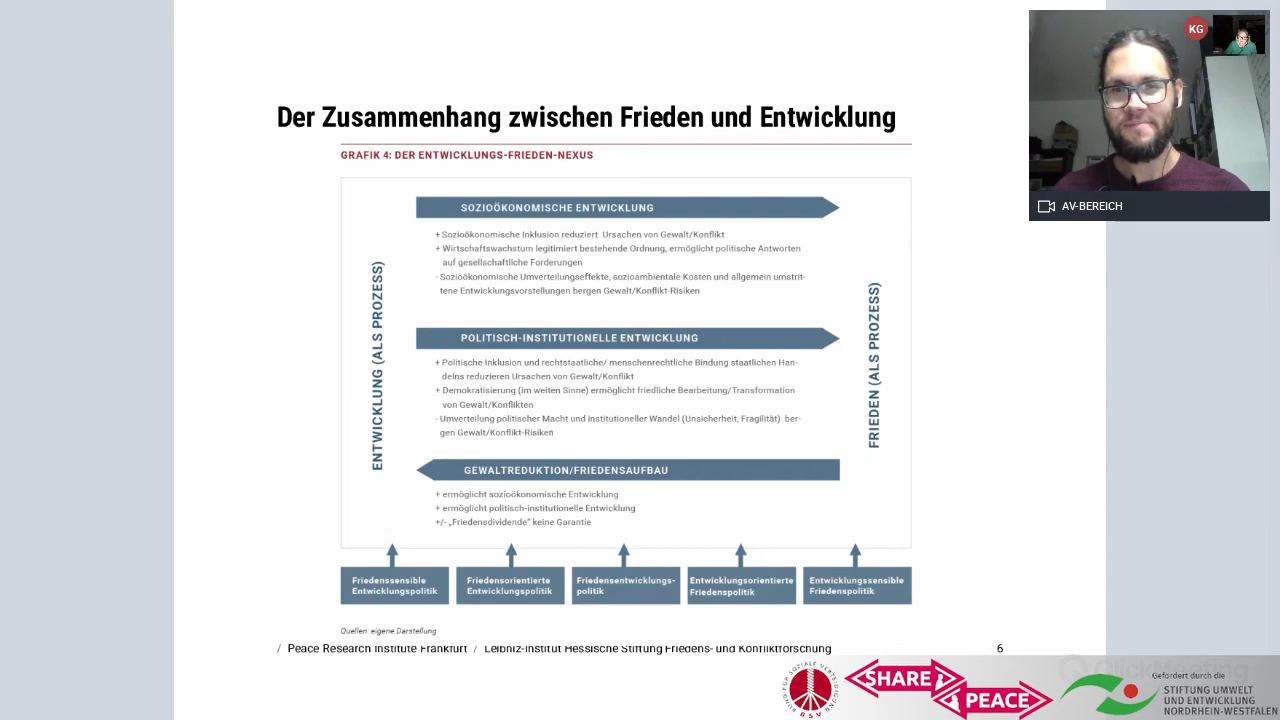 Der Zusammenhang zwischen Frieden und Entwicklung
GRAFIK 4: DER ENTWICKLUNGS-FRIEDEN-NEXUS
ENTWICKLUNG (ALS PROZESS)
SOZIOÖKONOMISCHE ENTWICKLUNG
+ Sozioökonomische Inklusion reduziert Ursachen von Gewalt/Konflikt
+ Wirtschaftswachstum legitimiert bestehende Ordnung, ermöglicht politische Antworten
auf gesellschaftliche Forderungen
- Sozioökonomische Umverteilungseffekte, sozioambientale Kosten und allgemein umstrit-
tene Entwicklungsvorstellungen bergen Gewalt/Konflikt-Risiken
POLITISCH-INSTITUTIONELLE ENTWICKLUNG
+ Politische Inklusion und rechtstaatliche/ menschenrechtliche Bindung staatlichen Han-
delns reduzieren Ursachen von Gewalt/Konflikt
+ Demokratisierung (im weiten Sinne) ermöglicht friedliche Bearbeitung/Transformation
von Gewalt/Konflikten
- Umverteilung politischer Macht und institutioneller Wandel (Unsicherheit, Fragilität) ber-
gen Gewalt/Konflikt-Risiken
GEWALTREDUKTION/FRIEDENSAUFBAU
+ ermöglicht sozioökonomische Entwicklung
+ ermöglicht politisch-institutionelle Entwicklung
+/- „Friedensdividende“ keine Garantie
FRIEDEN (ALS PROZESS)
Friedenssensible
Entwicklungspolitik
Friedensorientierte
Entwicklungspolitik
Friedensentwicklungs-
politik
Entwicklungsorientierte
Friedenspolitik
Entwicklungssensible
Friedenspolitik
Quellen: eigene Darstellung
/ Peace Research Institute Frankfurt / Leibniz-Institut Hessische Stiftung Friedens- und Konfliktforschung
6
KG
AV-BEREICH
BUND FÜR SOZIALE VERTEIDIGUNG
BSV
SHARE
PEACE
ClickMeeting
Gefördert durch die
STIFTUNG UMWELT
UND ENTWICKLUNG
NORDRHEIN-WESTFALEN